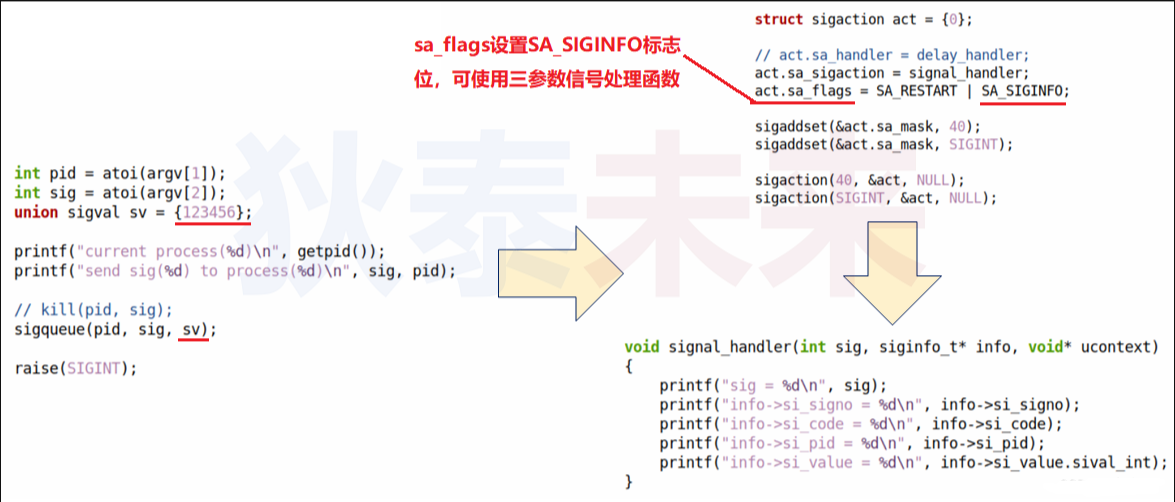 sa_flags设置SA_SIGINFO标志
位，可使用三参数信号处理函数
struct sigaction act = {0};
// act.sa_handler = delay_handler;
act.sa_sigaction = signal_handler;
act.sa_flags = SA_RESTART | SA_SIGINFO;
sigaddset(&act.sa_mask, 40);
sigaddset(&act.sa_mask, SIGINT);
sigaction(40, &act, NULL);
sigaction(SIGINT, &act, NULL);
狄泰未来
int pid = atoi(argv[1]);
int sig = atoi(argv[2]);
union sigval sv = {123456};
printf("current process(%d)\n", getpid());
printf("send sig(%d) to process(%d)\n", sig, pid);
// kill(pid, sig);
sigqueue(pid, sig, sv);
raise(SIGINT);
void signal_handler(int sig, siginfo_t* info, void* ucontext)
{
printf("sig = %d\n", sig);
printf("info->si_signo = %d\n", info->si_signo);
printf("info->si_code = %d\n", info->si_code);
printf("info->si_pid = %d\n", info->si_pid);
printf("info->si_value = %d\n", info->si_value.sival_int);
}